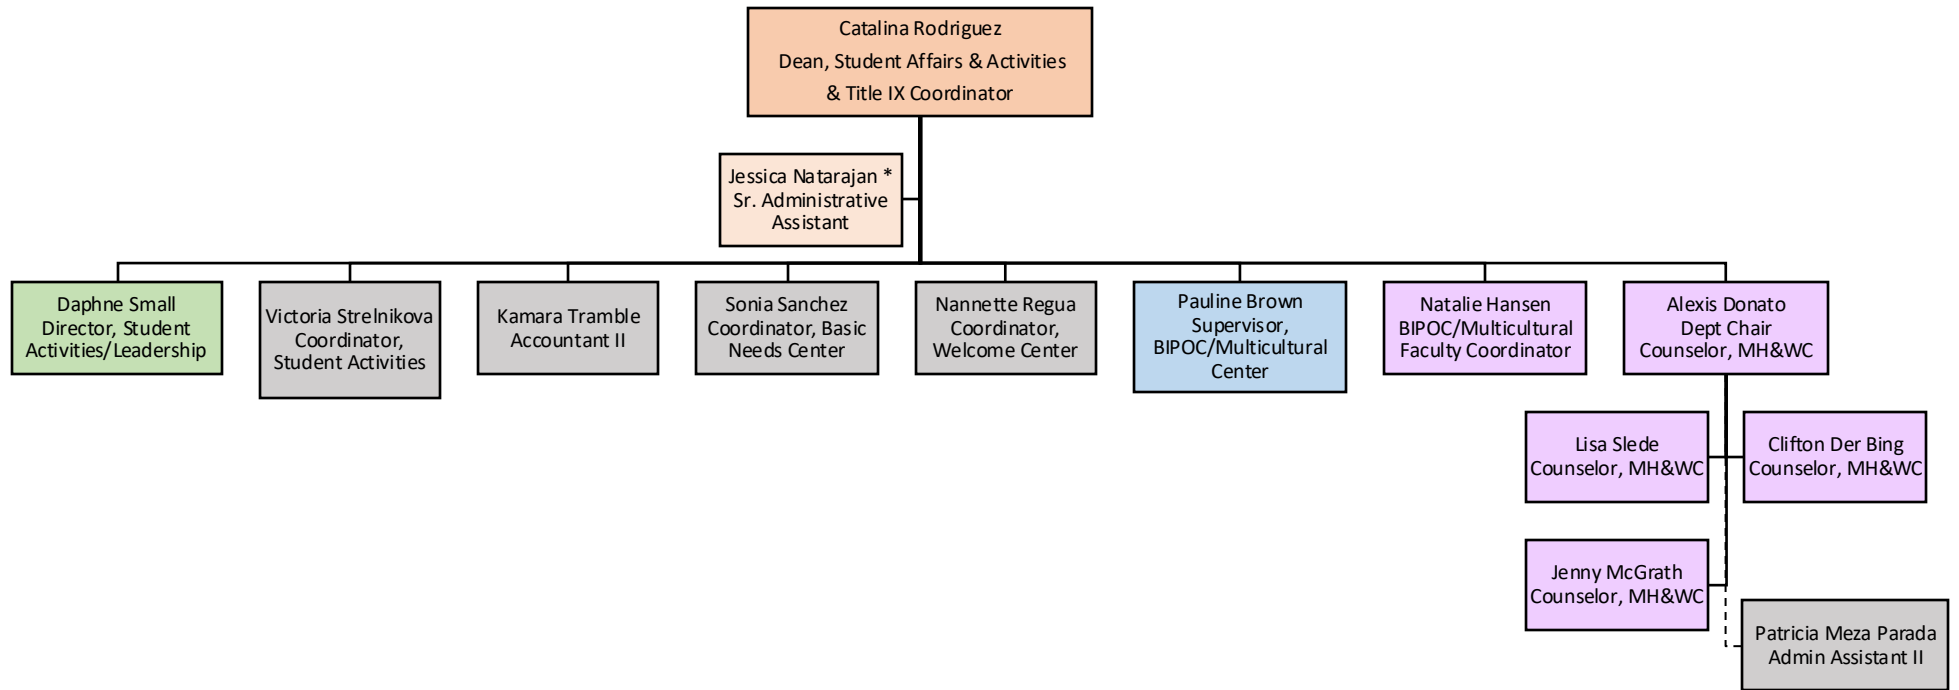 Catalina Rodriguez
Dean, Student Affairs & Activities
& Title IX Coordinator
Jessica Natarajan *
Sr. Administrative
Assistant
Daphne Small
Director, Student
Activities/Leadership
Victoria Strelnikova
Coordinator,
Student Activities
Kamara Tramble
Accountant II
Sonia Sanchez
Coordinator, Basic
Needs Center
Nannette Regua
Coordinator,
Welcome Center
Pauline Brown
Supervisor,
BIPOC/Multicultural
Center
Natalie Hansen
BIPOC/Multicultural
Faculty Coordinator
Alexis Donato
Dept Chair
Counselor, MH&WC
Lisa Slede
Counselor, MH&WC
Clifton Der Bing
Counselor, MH&WC
Jenny McGrath
Counselor, MH&WC
Patricia Meza Parada
Admin Assistant II